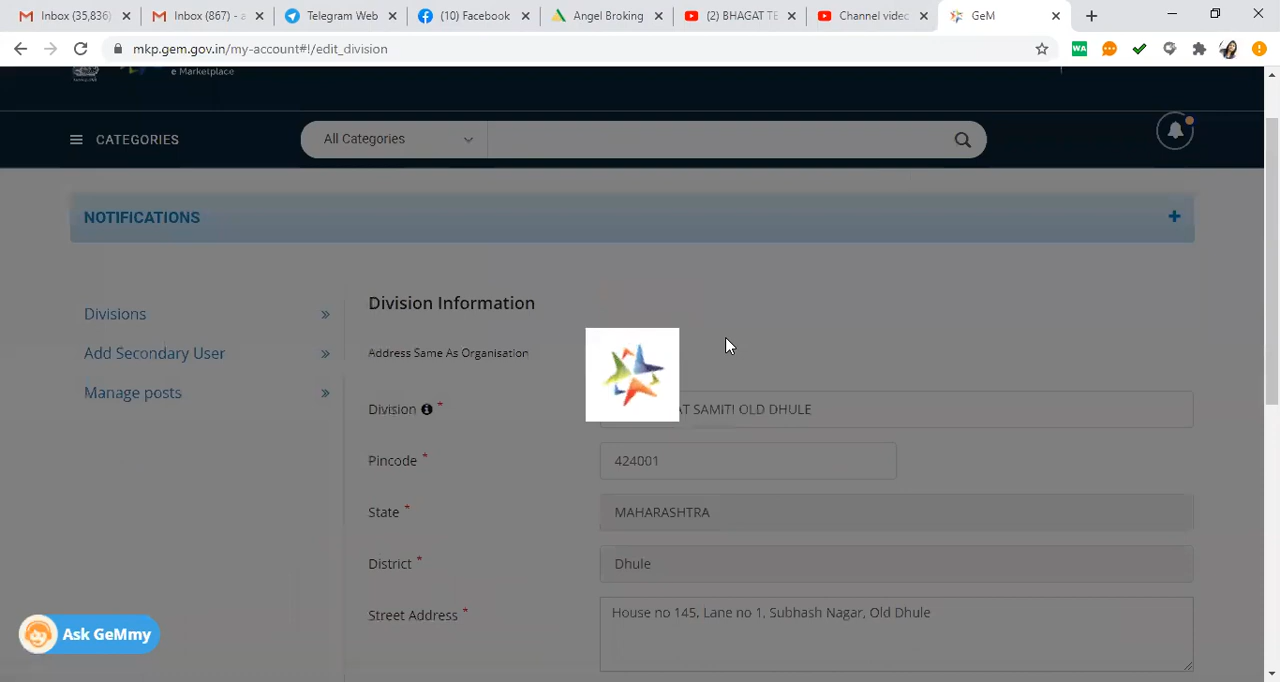 Inbox (35,836)
Inbox (867) - a
Telegram Web
(10) Facebook
Angel Broking
(2) BHAGAT TE
Channel video
GeM
mkp.gem.gov.in/my-account#!/edit_division
WA
e Marketplace
CATEGORIES
All Categories
NOTIFICATIONS
Divisions
Add Secondary User
Manage posts
Division Information
Address Same As Organisation
Division *
AT SAMITI OLD DHULE
Pincode *
424001
State *
MAHARASHTRA
District *
Dhule
Street Address *
House no 145, Lane no 1, Subhash Nagar, Old Dhule
Ask GeMmy